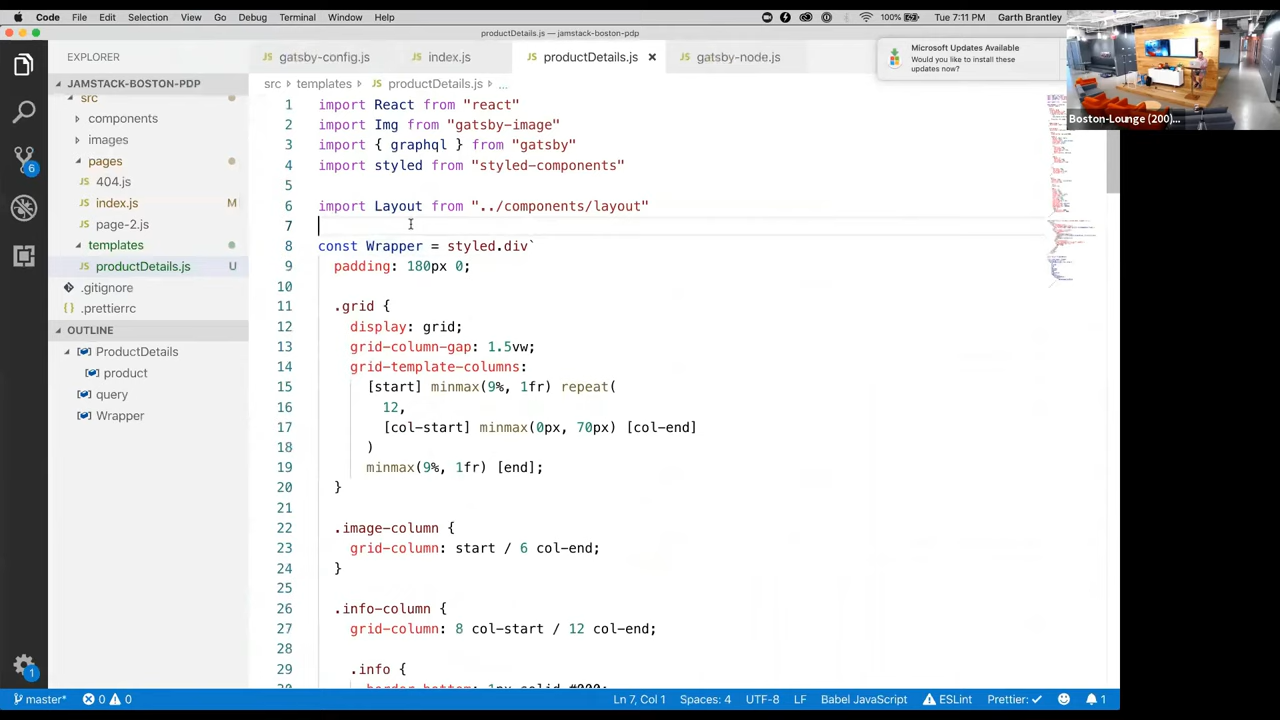 Code File Edit Selection View Go Debug Terminal Window Help 100% Tue 7:11 PM Garth Brantley
productDetails.js — jamstack-boston-pdp
EXPLORER
gatsby-config.js index.js productDetails.js gatsby-node.js
Microsoft Updates Available
Would you like to install these
updates now?
Boston-Lounge (200)...
JAMSTACK-BOSTON-PDP
src
components
images
pages
JS 404.js
JS index.js M
JS page-2.js
templates
JS productDetails.js U
.gitignore
{ } .prettierrc
OUTLINE
ProductDetails
product
query
Wrapper
6
1
src templates JS productDetails.js ...
1 import React from "react"
2 import Img from "gatsby-image"
3 import { graphql } from "gatsby"
4 import styled from "styled-components"
5
6 import Layout from "../components/layout"
7
8 const Wrapper = styled.div`
9 padding: 180px 0;
10
11 .grid {
12 display: grid;
13 grid-column-gap: 1.5vw;
14 grid-template-columns:
15 [start] minmax(9%, 1fr) repeat(
16 12,
17 [col-start] minmax(0px, 70px) [col-end]
18 )
19 minmax(9%, 1fr) [end];
20 }
21
22 .image-column {
23 grid-column: start / 6 col-end;
24 }
25
26 .info-column {
27 grid-column: 8 col-start / 12 col-end;
28
29 .info {
30 border-bottom: 1px solid #000;
master* 0 0 Ln 7, Col 1 Spaces: 4 UTF-8 LF Babel JavaScript ESLint Prettier: 1